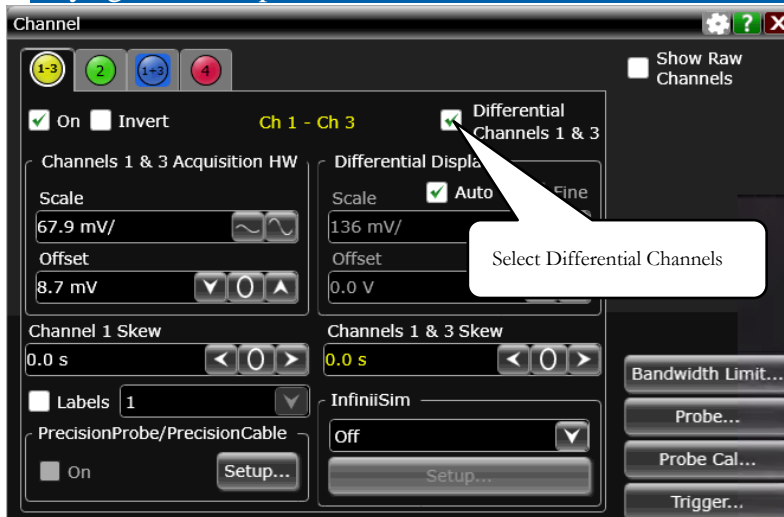 Channel
?
X
1-3
2
1+3
4
Show Raw
Channels
On
Invert
Ch 1 - Ch 3
Differential
Channels 1 & 3
Channels 1 & 3 Acquisition HW
Scale
67.9 mV/
Offset
8.7 mV
0
Differential Displa
Scale
Auto
Fine
136 mV/
Offset
0.0 V
Select Differential Channels
Channel 1 Skew
0.0 s
0
Channels 1 & 3 Skew
0.0 s
0
Labels
1
PrecisionProbe/PrecisionCable
On
Setup...
InfiniiSim
Off
Setup...
Bandwidth Limit...
Probe...
Probe Cal...
Trigger...